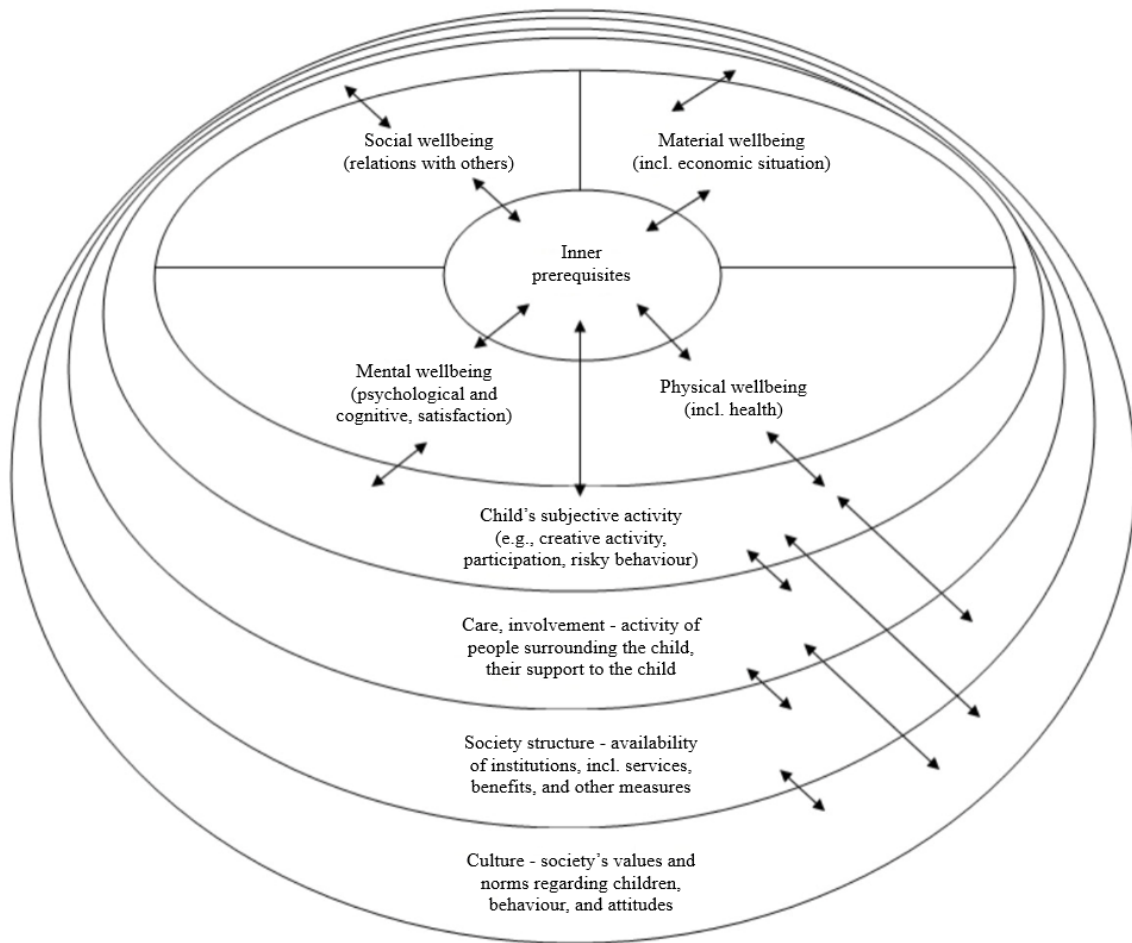 Social wellbeing
(relations with others)
Material wellbeing
(incl. economic situation)
Inner
prerequisites
Mental wellbeing
(psychological and
cognitive, satisfaction)
Physical wellbeing
(incl. health)
Child’s subjective activity
(e.g., creative activity,
participation, risky behaviour)
Care, involvement - activity of
people surrounding the child,
their support to the child
Society structure - availability
of institutions, incl. services,
benefits, and other measures
Culture - society’s values and
norms regarding children,
behaviour, and attitudes